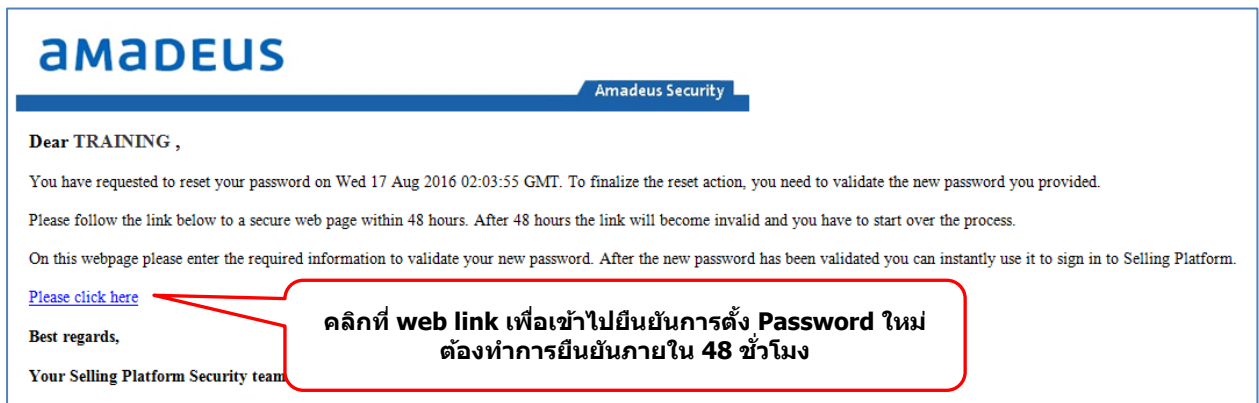 amadeus
Amadeus Security
Dear TRAINING ,
You have requested to reset your password on Wed 17 Aug 2016 02:03:55 GMT. To finalize the reset action, you need to validate the new password you provided.
Please follow the link below to a secure web page within 48 hours. After 48 hours the link will become invalid and you have to start over the process.
On this webpage please enter the required information to validate your new password. After the new password has been validated you can instantly use it to sign in to Selling Platform.
Please click here
คลิกที่ web link เพื่อเข้าไปยืนยันการตั้ง Password ใหม่
ต้องทำการยืนยันภายใน 48 ชั่วโมง
Best regards,
Your Selling Platform Security team